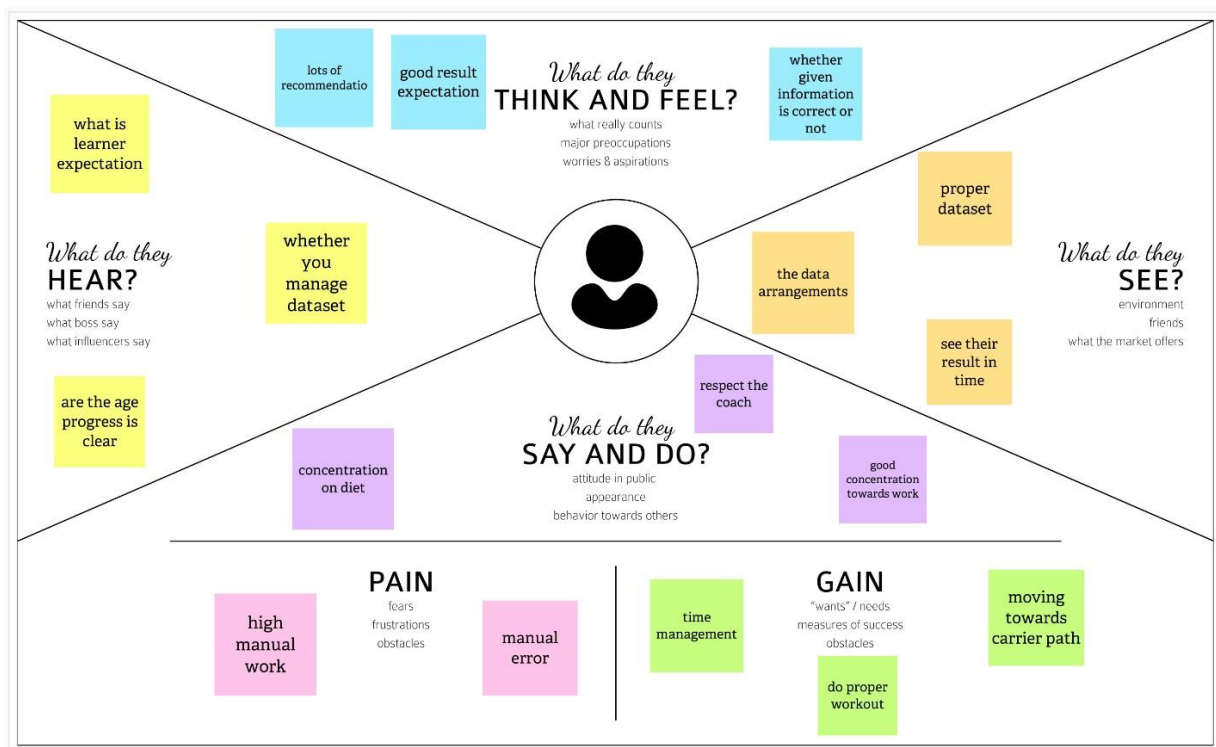 lots of
recommendatio
good result
expectation
What do they
THINK AND FEEL?
what really counts
major preoccupations
worries & aspirations
whether
given
information
is correct or
not
what is
learner
expectation
What do they
HEAR?
what friends say
what boss say
what influencers say
whether
you
manage
dataset
are the age
progress is
clear
proper
dataset
the data
arrangements
What do they
SEE?
environment
friends
what the market offers
see their
result in
time
respect the
coach
What do they
SAY AND DO?
attitude in public
appearance
behavior towards others
concentration
on diet
good
concentration
towards work
PAIN
fears
frustrations
obstacles
high
manual
work
manual
error
GAIN
"wants" / needs
measures of success
obstacles
time
management
do proper
workout
moving
towards
carrier path